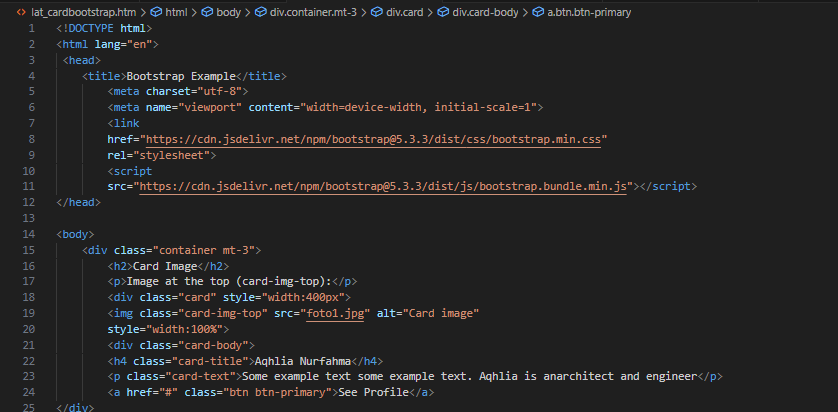 lat_cardbootstrap.htm > html > body > div.container.mt-3 > div.card > div.card-body > a.btn.btn-primary
1 <!DOCTYPE html>
2 <html lang="en">
3 <head>
4 <title>Bootstrap Example</title>
5 <meta charset="utf-8">
6 <meta name="viewport" content="width=device-width, initial-scale=1">
7 <link
8 href="https://cdn.jsdelivr.net/npm/bootstrap@5.3.3/dist/css/bootstrap.min.css"
9 rel="stylesheet">
10 <script
11 src="https://cdn.jsdelivr.net/npm/bootstrap@5.3.3/dist/js/bootstrap.bundle.min.js"></script>
12 </head>
13
14 <body>
15 <div class="container mt-3">
16 <h2>Card Image</h2>
17 <p>Image at the top (card-img-top):</p>
18 <div class="card" style="width:400px">
19 <img class="card-img-top" src="foto1.jpg" alt="Card image"
20 style="width:100%">
21 <div class="card-body">
22 <h4 class="card-title">Aqhlia Nurfahma</h4>
23 <p class="card-text">Some example text some example text. Aqhlia is anarchitect and engineer</p>
24 <a href="#" class="btn btn-primary">See Profile</a>
25 </div>